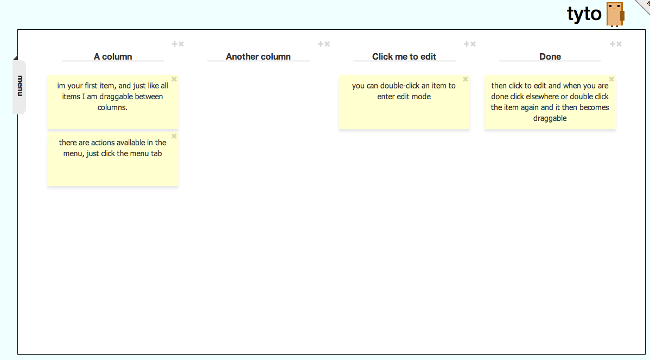 tyto
menu
A column
Another column
Click me to edit
Done
im your first item, and just like all
items I am draggable between
columns.
there are actions available in the
menu, just click the menu tab
you can double-click an item to
enter edit mode
then click to edit and when you are
done click elsewhere or double click
the item again and it then becomes
draggable